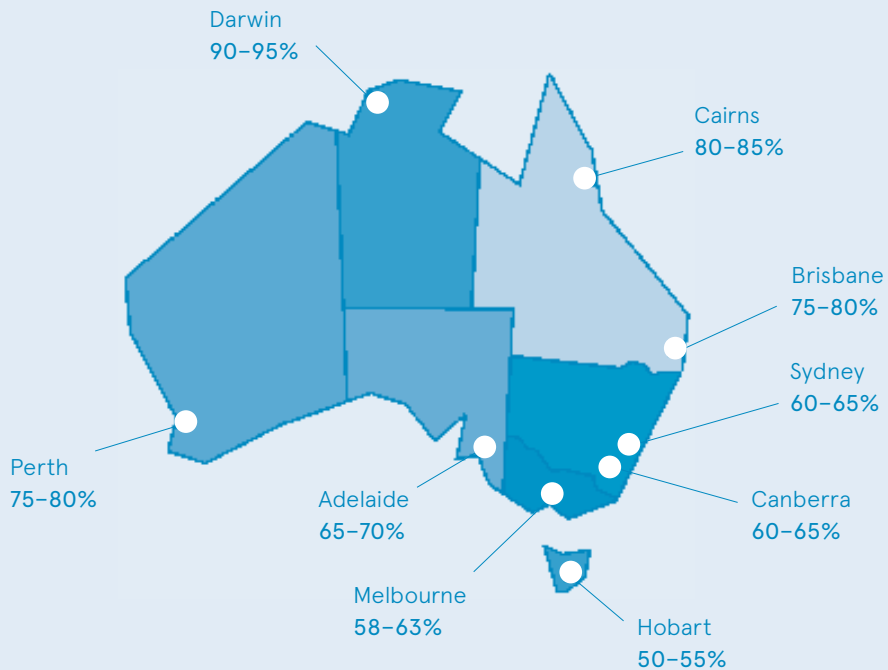 Darwin
90–95%
Cairns
80–85%
Brisbane
75–80%
Sydney
60–65%
Perth
75–80%
Adelaide
65–70%
Canberra
60–65%
Melbourne
58–63%
Hobart
50–55%